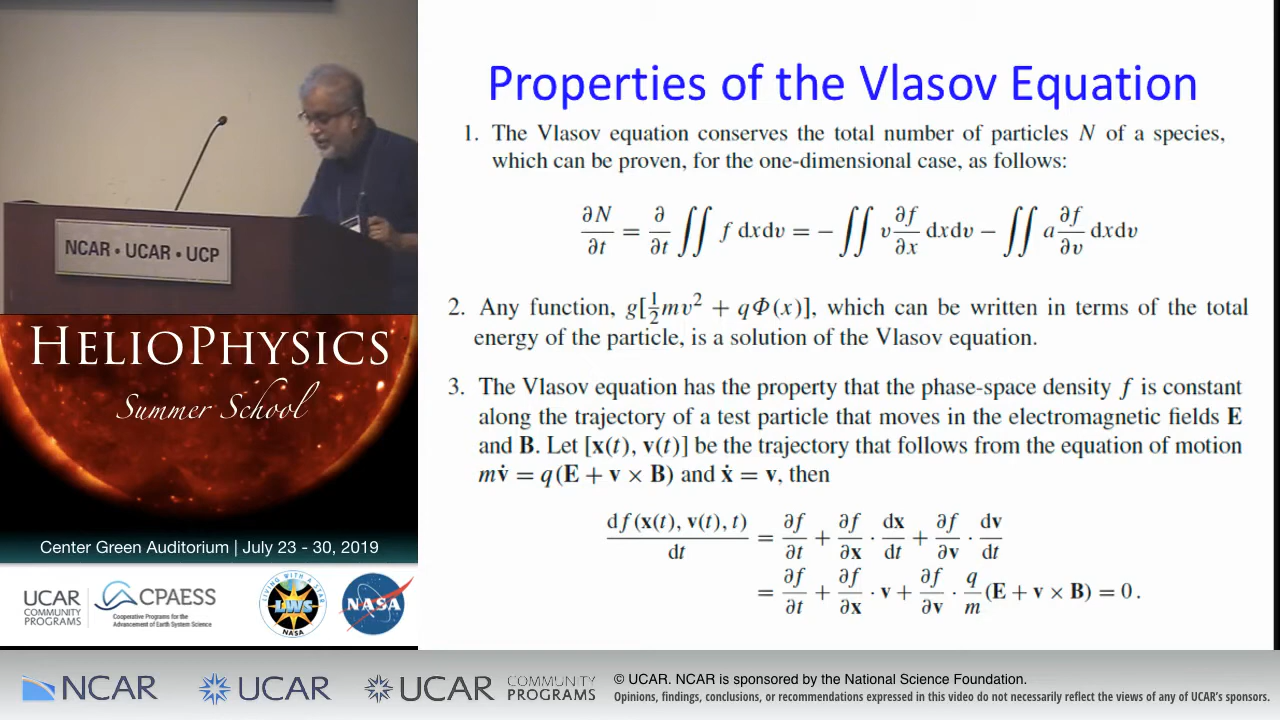 Properties of the Vlasov Equation
1. The Vlasov equation conserves the total number of particles N of a species,
which can be proven, for the one-dimensional case, as follows:
∂N/∂t = ∂/∂t ∬ f dxdv = − ∬ v ∂f/∂x dxdv − ∬ a ∂f/∂v dxdv
2. Any function, g[½mv² + qΦ(x)], which can be written in terms of the total
energy of the particle, is a solution of the Vlasov equation.
3. The Vlasov equation has the property that the phase-space density f is constant
along the trajectory of a test particle that moves in the electromagnetic fields E
and B. Let [x(t), v(t)] be the trajectory that follows from the equation of motion
mv̇ = q(E + v × B) and ẋ = v, then
df(x(t), v(t), t)/dt = ∂f/∂t + ∂f/∂x · dx/dt + ∂f/∂v · dv/dt
= ∂f/∂t + ∂f/∂x · v + ∂f/∂v · q/m (E + v × B) = 0.
NCAR • UCAR • UCP
HELIOPHYSICS
Summer School
Center Green Auditorium | July 23 - 30, 2019
UCAR
COMMUNITY
PROGRAMS
CPAESS
Cooperative Programs for the
Advancement of Earth System Science
LIVING WITH A STAR
LWS
NASA
NASA
NCAR
UCAR
UCAR
COMMUNITY
PROGRAMS
© UCAR. NCAR is sponsored by the National Science Foundation.
Opinions, findings, conclusions, or recommendations expressed in this video do not necessarily reflect the views of any of UCAR's sponsors.